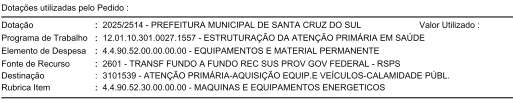 Dotações utilizadas pelo Pedido :
Dotação : 2025/2514 - PREFEITURA MUNICIPAL DE SANTA CRUZ DO SUL Valor Utilizado :
Programa de Trabalho : 12.01.10.301.0027.1557 - ESTRUTURAÇÃO DA ATENÇÃO PRIMÁRIA EM SAÚDE
Elemento de Despesa : 4.4.90.52.00.00.00.00 - EQUIPAMENTOS E MATERIAL PERMANENTE
Fonte de Recurso : 2601 - TRANSF FUNDO A FUNDO REC SUS PROV GOV FEDERAL - RSPS
Destinação : 3101539 - ATENÇÃO PRIMÁRIA-AQUISIÇÃO EQUIP.E VEÍCULOS-CALAMIDADE PÚBL.
Rubrica Item : 4.4.90.52.30.00.00.00 - MAQUINAS E EQUIPAMENTOS ENERGETICOS